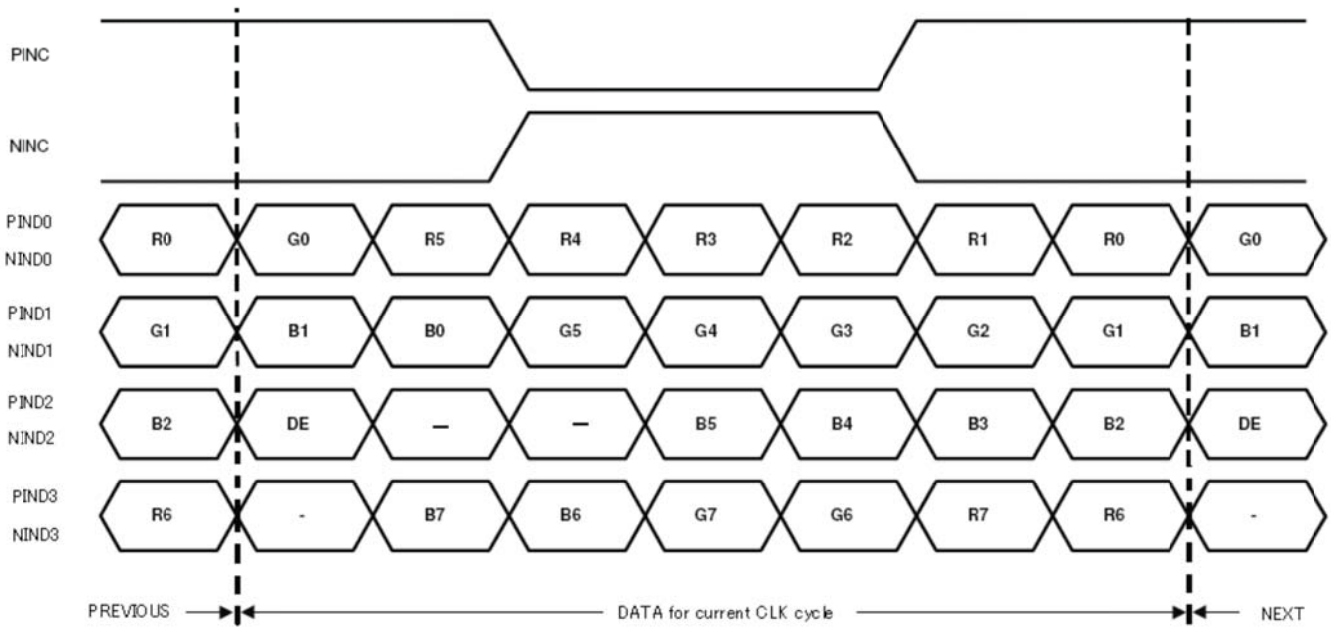 PINC
NINC
PIND0
NIND0
R0 G0 R5 R4 R3 R2 R1 R0 G0
PIND1
NIND1
G1 B1 B0 G5 G4 G3 G2 G1 B1
PIND2
NIND2
B2 DE — — B5 B4 B3 B2 DE
PIND3
NIND3
R6 - B7 B6 G7 G6 R7 R6 -
PREVIOUS DATA for current CLK cycle NEXT